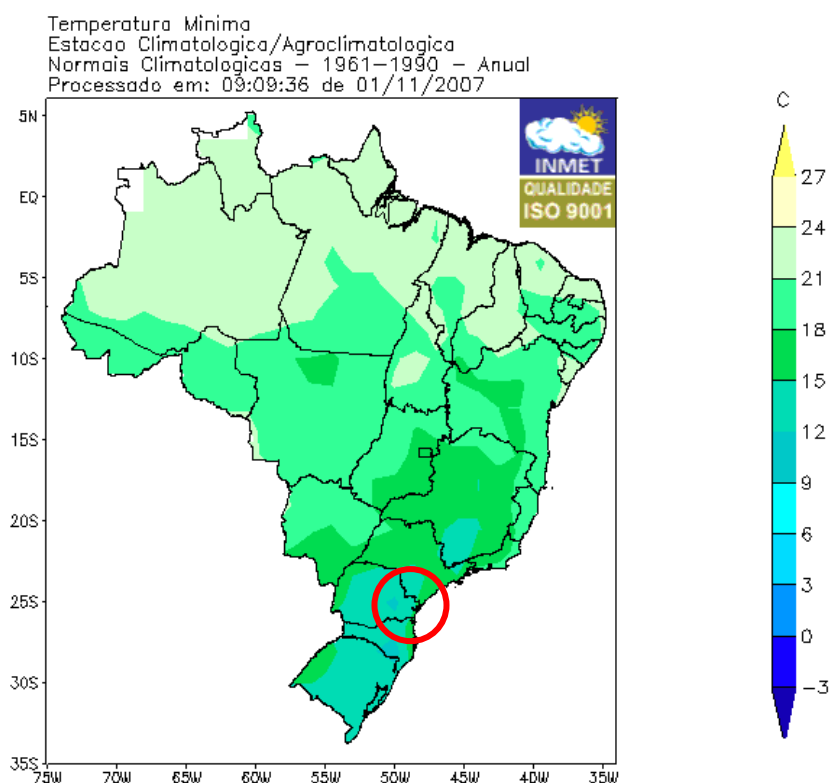 Temperatura Minima
Estacao Climatologica/Agroclimatologica
Normais Climatologicas - 1961-1990 - Anual
Processado em: 09:09:36 de 01/11/2007
INMET
QUALIDADE
ISO 9001
C
27
24
21
18
15
12
9
6
3
0
-3
5N
EQ
5S
10S
15S
20S
25S
30S
35S
75W 70W 65W 60W 55W 50W 45W 40W 35W